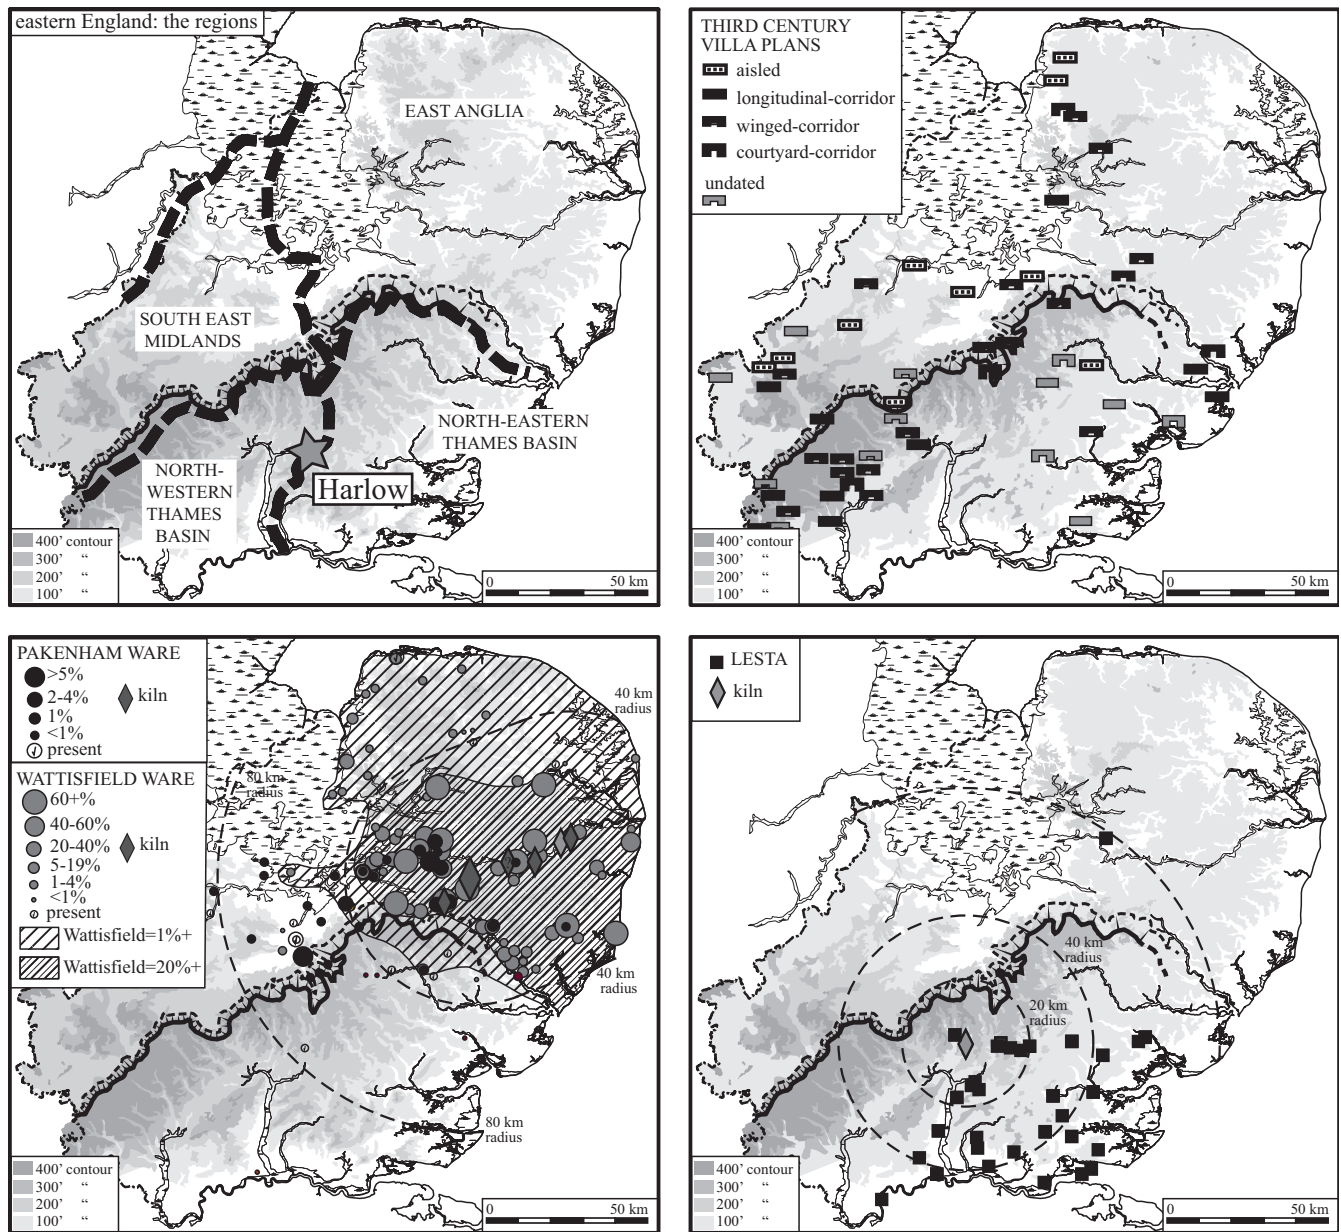 eastern England: the regions
EAST ANGLIA
SOUTH EAST
MIDLANDS
NORTH-EASTERN
THAMES BASIN
NORTH-
WESTERN
THAMES
BASIN
Harlow
400' contour
300' “
200' “
100' “
0 50 km
THIRD CENTURY
VILLA PLANS
aisled
longitudinal-corridor
winged-corridor
courtyard-corridor
undated
400' contour
300' “
200' “
100' “
0 50 km
PAKENHAM WARE
>5%
2-4%
1%
<1%
present
kiln
WATTISFIELD WARE
60+%
40-60%
20-40%
5-19%
1-4%
<1%
present
kiln
Wattisfield=1%+
Wattisfield=20%+
40 km
radius
80 km
radius
40 km
radius
80 km
radius
400' contour
300' “
200' “
100' “
0 50 km
LESTA
kiln
40 km
radius
20 km
radius
400' contour
300' “
200' “
100' “
0 50 km